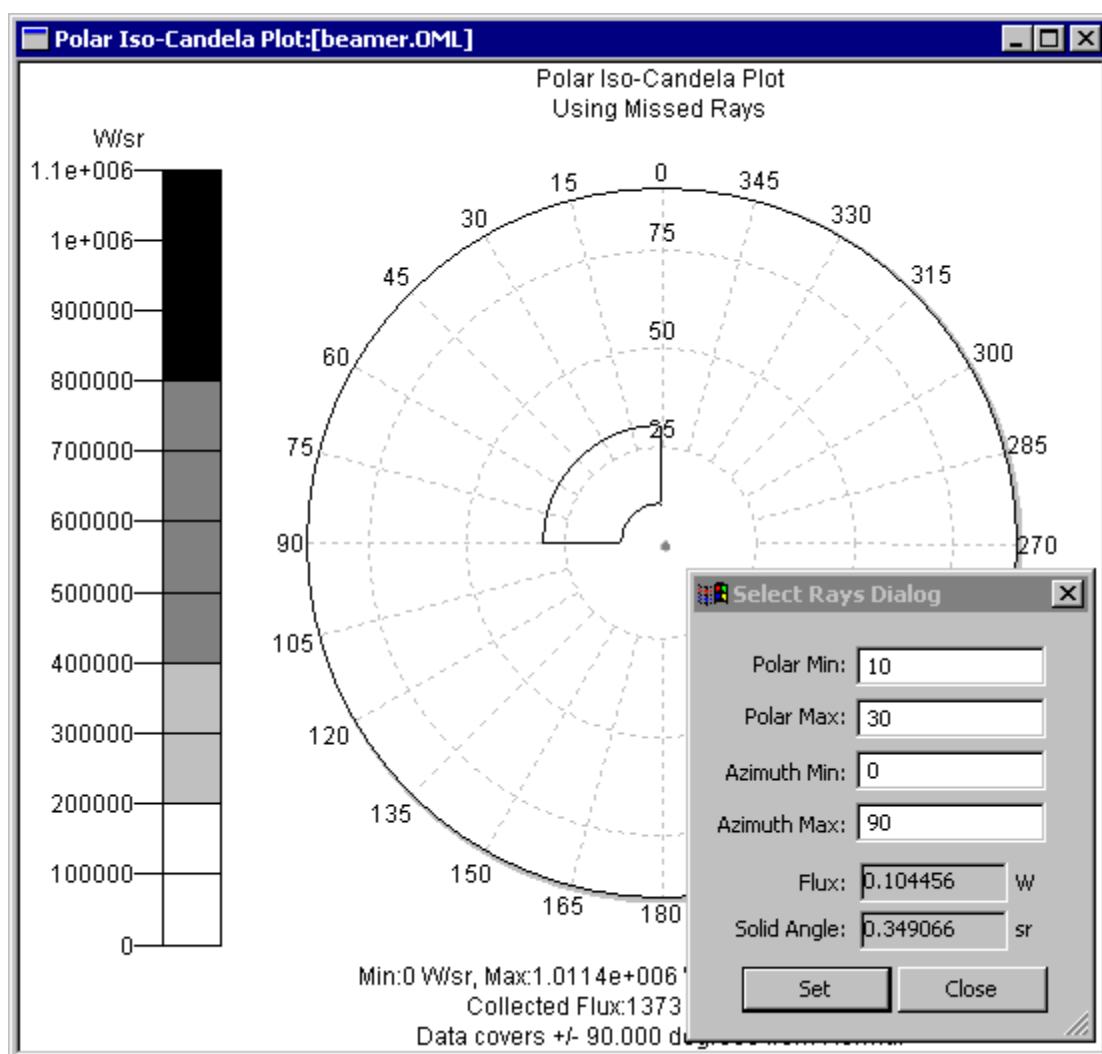 Polar Iso-Candela Plot:[beamer.OML]
Polar Iso-Candela Plot
Using Missed Rays
W/sr
1.1e+006
1e+006
900000
800000
700000
600000
500000
400000
300000
200000
100000
0
0
15
345
30
330
45
315
60
300
75
285
90
270
105
120
135
150
165
180
75
50
25
Min:0 W/sr, Max:1.0114e+006
Collected Flux:1373
Data covers +/- 90.000
Select Rays Dialog
Polar Min: 10
Polar Max: 30
Azimuth Min: 0
Azimuth Max: 90
Flux: 0.104456 W
Solid Angle: 0.349066 sr
Set Close